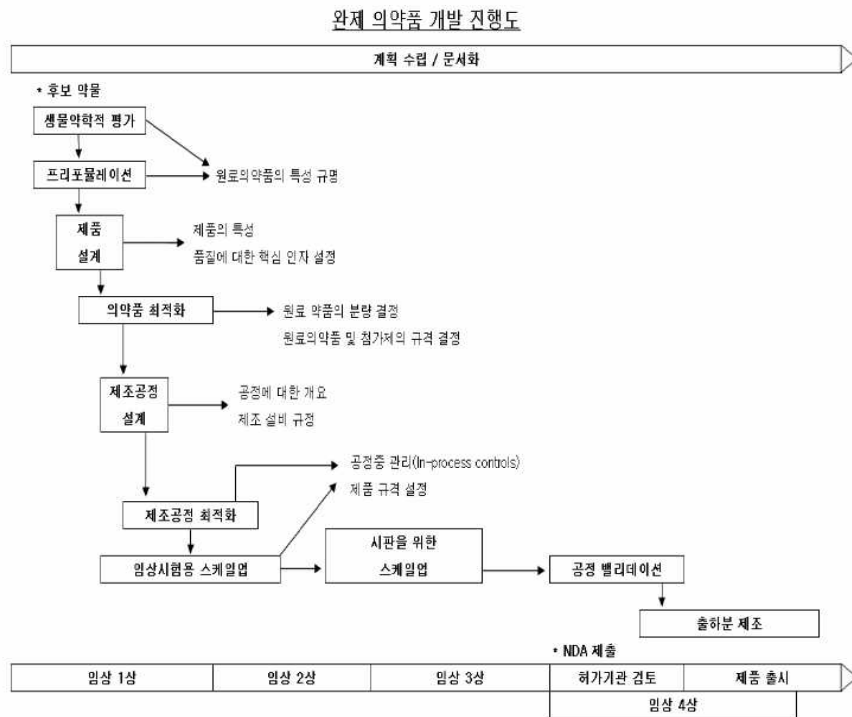 완제 의약품 개발 진행도
계획 수립 / 문서화
* 후보 약물
생물약학적 평가
프리포뮬레이션
원료의약품의 특성 규명
제품
설계
제품의 특성
품질에 대한 핵심 인자 설정
의약품 최적화
원료 약품의 분량 결정
원료의약품 및 첨가제의 규격 결정
제조공정
설계
공정에 대한 개요
제조 설비 규정
공정중 관리(In-process controls)
제품 규격 설정
제조공정 최적화
임상시험용 스케일업
시판을 위한
스케일업
공정 밸리데이션
출하분 제조
* NDA 제출
임상 1상
임상 2상
임상 3상
허가기관 검토
제품 출시
임상 4상